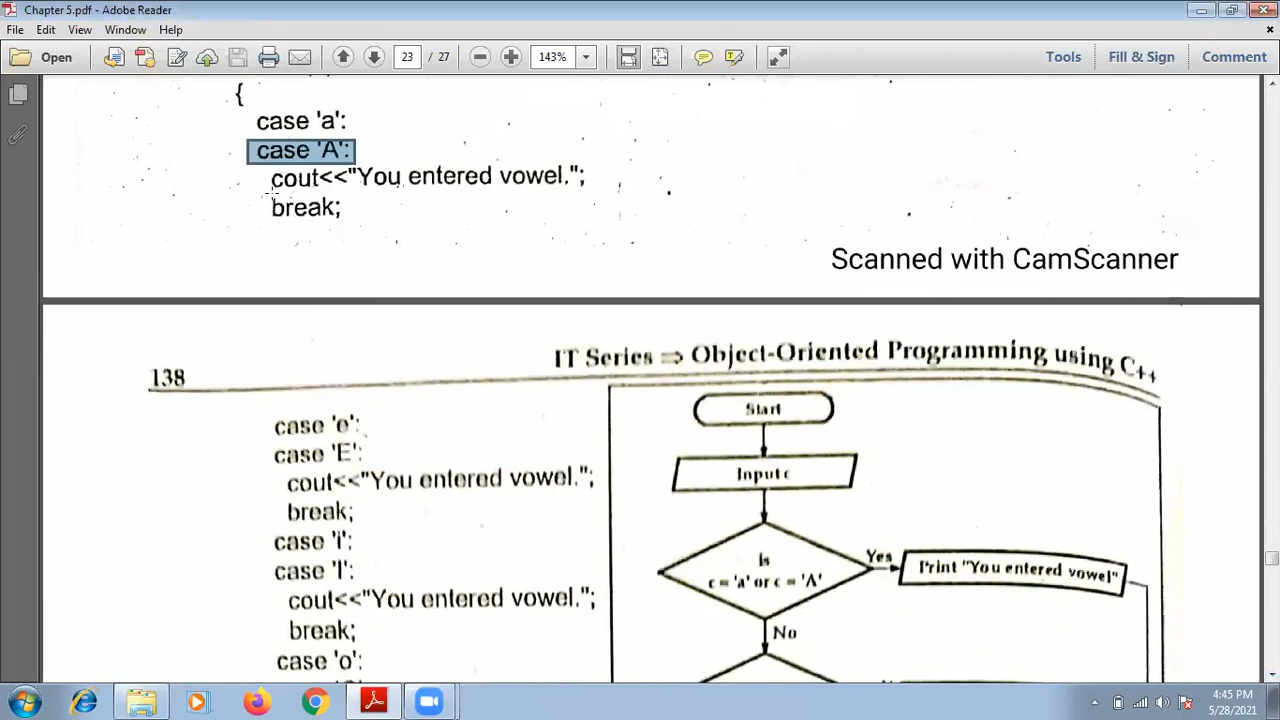 Chapter 5.pdf - Adobe Reader
File Edit View Window Help
Open 23 / 27 143% Tools Fill & Sign Comment
{
case 'a':
case 'A':
cout<<"You entered vowel.";
break;
Scanned with CamScanner
138 IT Series ⇒ Object-Oriented Programming using C++
case 'e':
case 'E':
cout<<"You entered vowel.";
break;
case 'i':
case 'I':
cout<<"You entered vowel.";
break;
case 'o':
Start
Input c
Is
c = 'a' or c = 'A'
Yes
Print "You entered vowel"
No
4:45 PM
5/28/2021